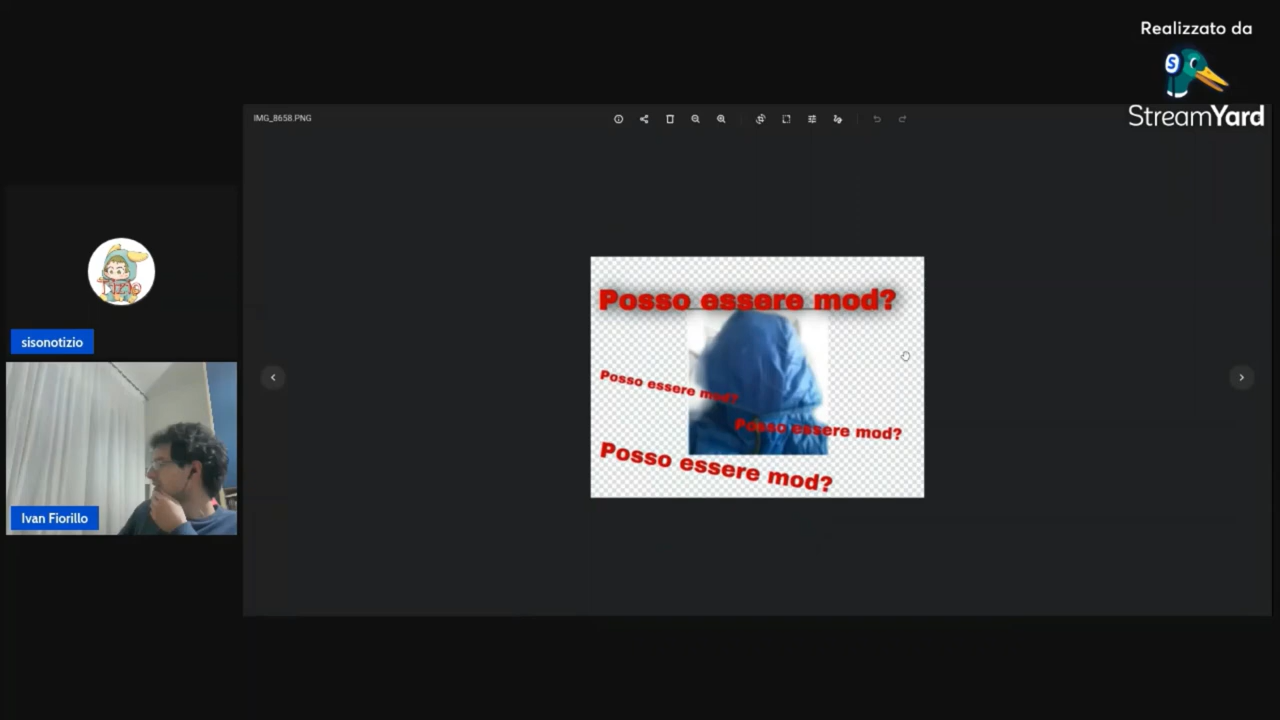 Realizzato da
StreamYard
IMG_8658.PNG
Posso essere mod?
Posso essere mod?
Posso essere mod?
Posso essere mod?
sisonotizio
Ivan Fiorillo